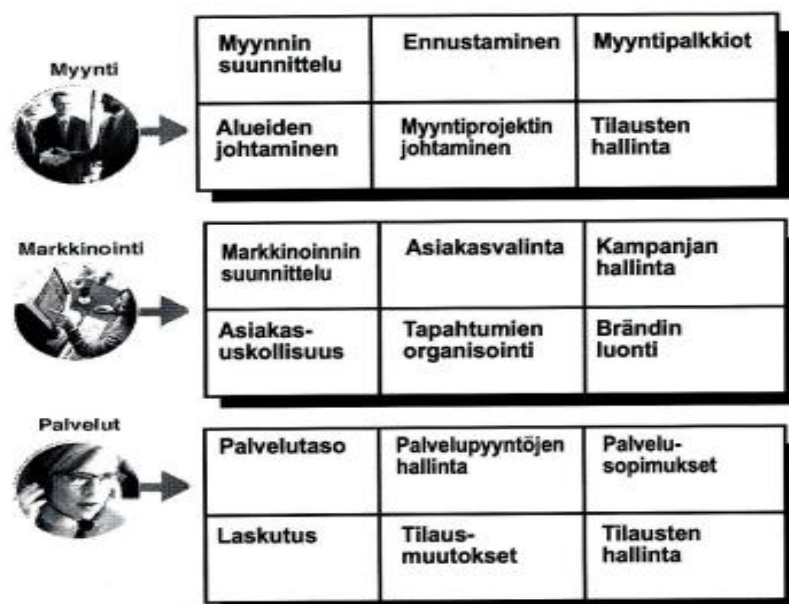 Myynti
Myynnin
suunnittelu
Ennustaminen
Myyntipalkkiot
Alueiden
johtaminen
Myyntiprojektin
johtaminen
Tilausten
hallinta
Markkinointi
Markkinoinnin
suunnittelu
Asiakasvalinta
Kampanjan
hallinta
Asiakas-
uskollisuus
Tapahtumien
organisointi
Brändin
luonti
Palvelut
Palvelutaso
Palvelupyyntöjen
hallinta
Palvelu-
sopimukset
Laskutus
Tilaus-
muutokset
Tilausten
hallinta